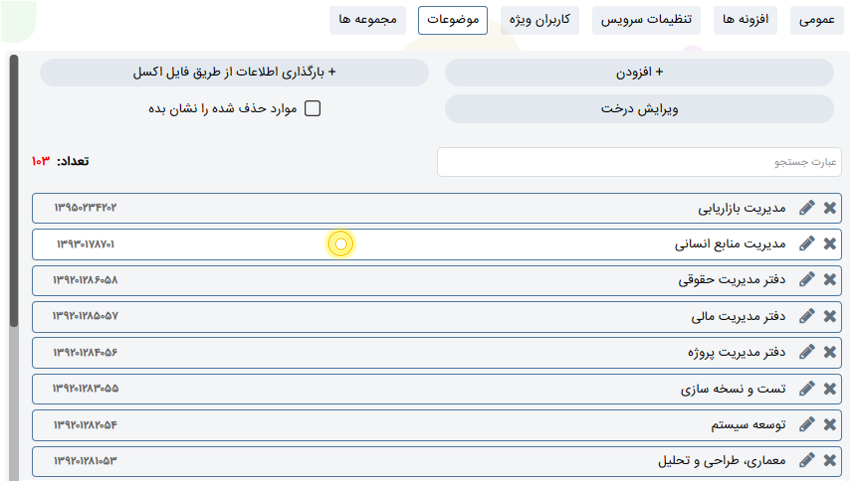 عمومی
افزونه ها
تنظیمات سرویس
کاربران ویژه
موضوعات
مجموعه ها
+ افزودن
+ بارگذاری اطلاعات از طریق فایل اکسل
ویرایش درخت
موارد حذف شده را نشان بده
عبارت جستجو
تعداد: ۱۰۳
مدیریت بازاریابی ۱۳۹۵۰۲۳۴۲۰۲
مدیریت منابع انسانی ۱۳۹۳۰۱۷۸۷۰۱
دفتر مدیریت حقوقی ۱۳۹۲۰۱۲۸۶۰۵۸
دفتر مدیریت مالی ۱۳۹۲۰۱۲۸۵۰۵۷
دفتر مدیریت پروژه ۱۳۹۲۰۱۲۸۴۰۵۶
تست و نسخه سازی ۱۳۹۲۰۱۲۸۳۰۵۵
توسعه سیستم ۱۳۹۲۰۱۲۸۲۰۵۴
معماری، طراحی و تحلیل ۱۳۹۲۰۱۲۸۱۰۵۳